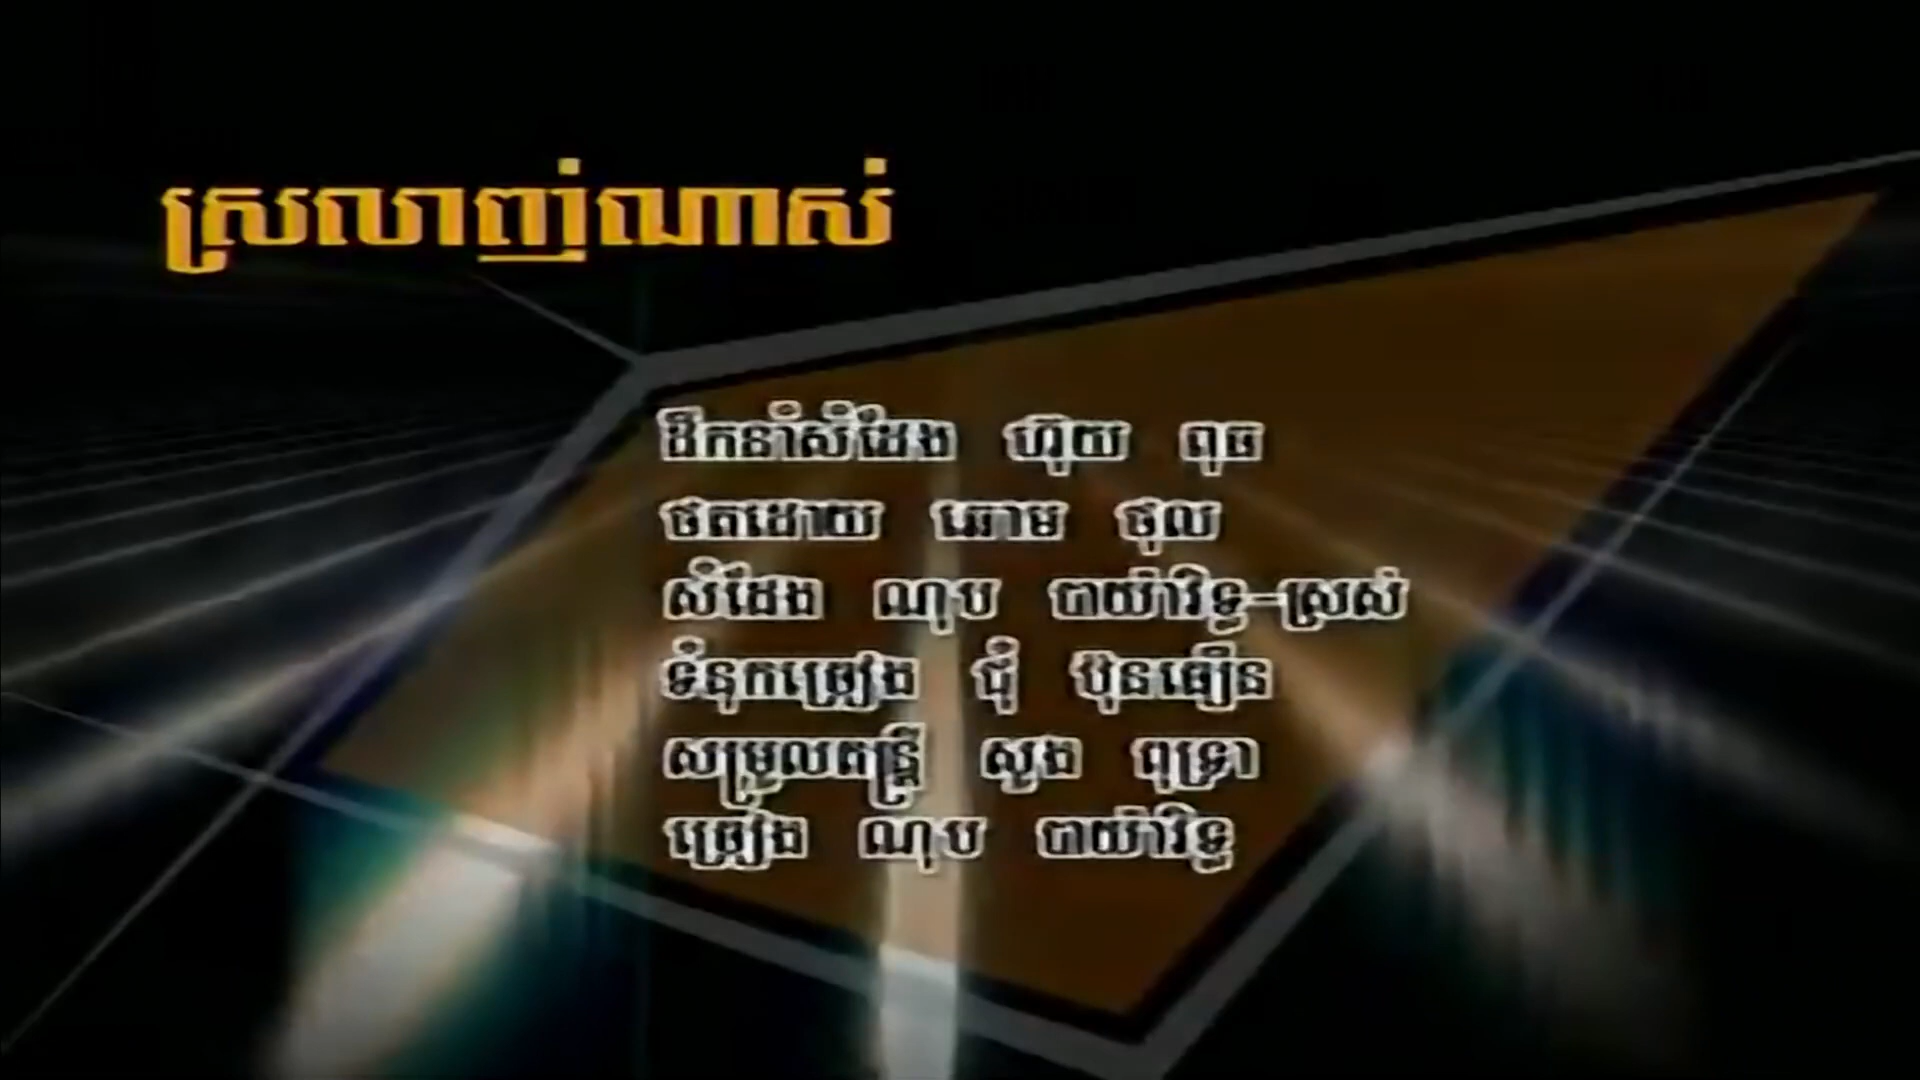 ស្រលាញ់ណាស់
ដឹកនាំសំដែង ហ៊ុយ ពុធ
ថតដោយ ភោម ថុល
សំដែង ណុប បាយ៉ារិទ្ធ-ស្រស់
ទំនុកច្រៀង ជុំ ប៊ុនធឿន
សម្រួលតន្ត្រី សួង ពុទ្រា
ច្រៀង ណុប បាយ៉ារិទ្ធ